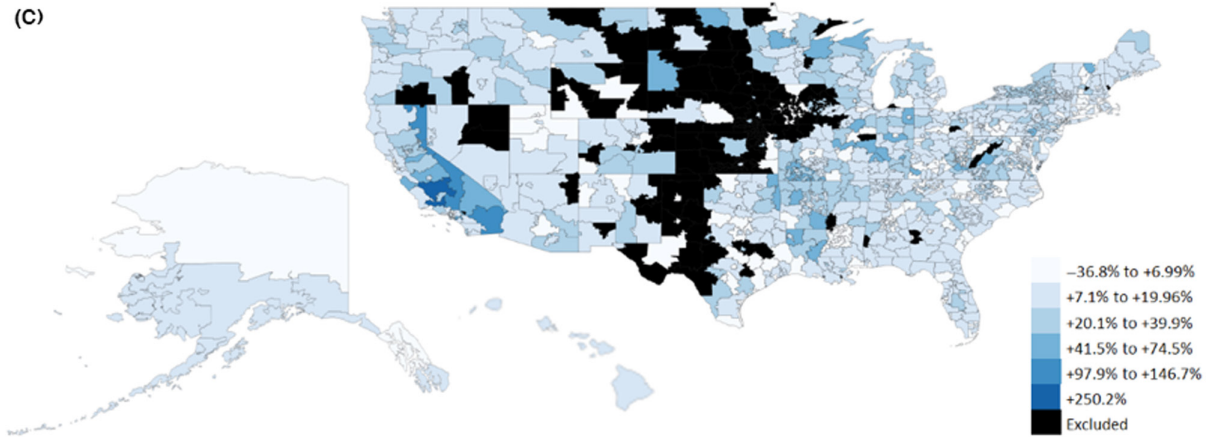 (C)
−36.8% to +6.99%
+7.1% to +19.96%
+20.1% to +39.9%
+41.5% to +74.5%
+97.9% to +146.7%
+250.2%
Excluded